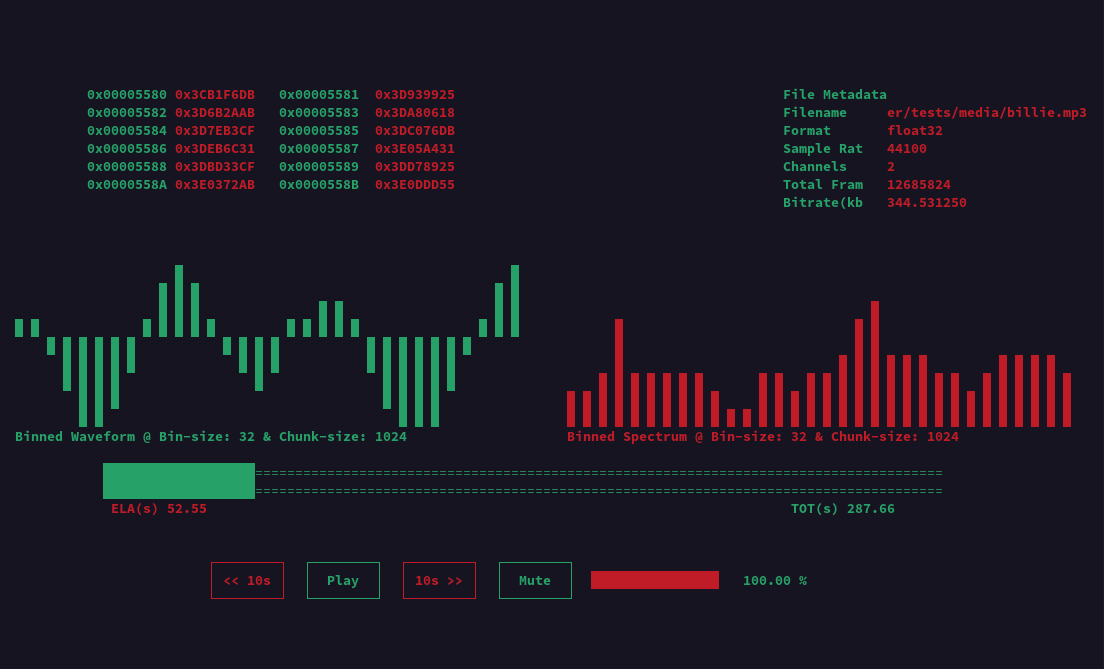 0x00005580 0x3CB1F6DB 0x00005581 0x3D939925
0x00005582 0x3D6B2AAB 0x00005583 0x3DA80618
0x00005584 0x3D7EB3CF 0x00005585 0x3DC076DB
0x00005586 0x3DEB6C31 0x00005587 0x3E05A431
0x00005588 0x3DBD33CF 0x00005589 0x3DD78925
0x0000558A 0x3E0372AB 0x0000558B 0x3E0DDD55
File Metadata
Filename er/tests/media/billie.mp3
Format float32
Sample Rat 44100
Channels 2
Total Fram 12685824
Bitrate(kb 344.531250
Binned Waveform @ Bin-size: 32 & Chunk-size: 1024
Binned Spectrum @ Bin-size: 32 & Chunk-size: 1024
ELA(s) 52.55
TOT(s) 287.66
<< 10s
Play
10s >>
Mute
100.00 %